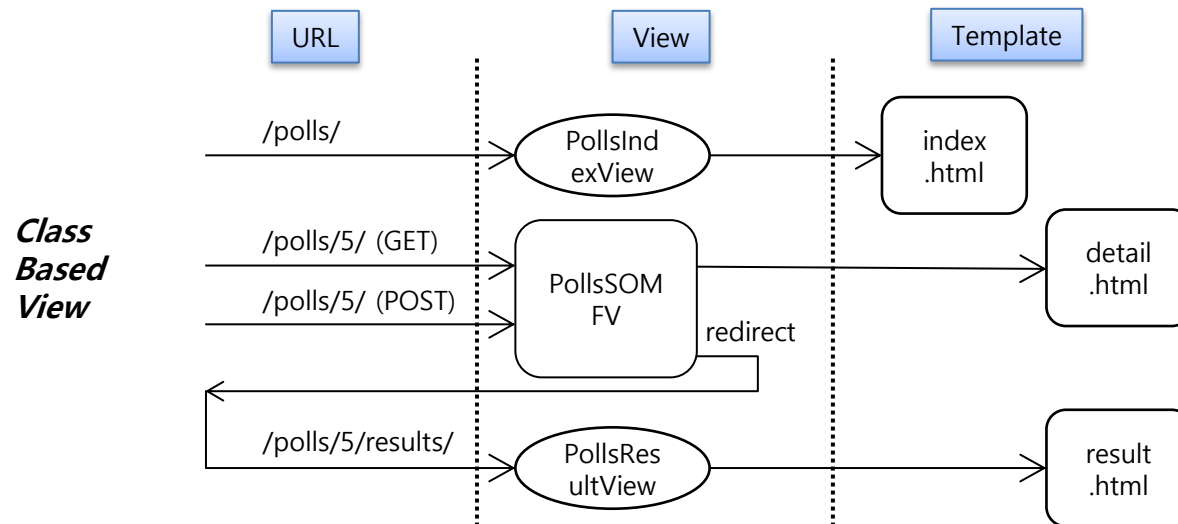 URL
View
Template
/polls/
PollsInd
exView
index
.html
Class
Based
View
/polls/5/ (GET)
/polls/5/ (POST)
PollsSOM
FV
detail
.html
redirect
/polls/5/results/
PollsRes
ultView
result
.html